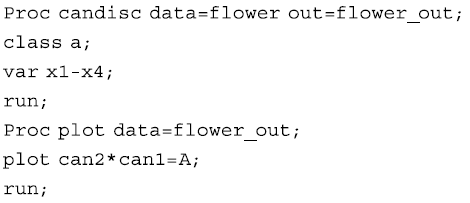 Proc candisc data=flower out=flower_out;
class a;
var x1-x4;
run;
Proc plot data=flower_out;
plot can2*can1=A;
run;